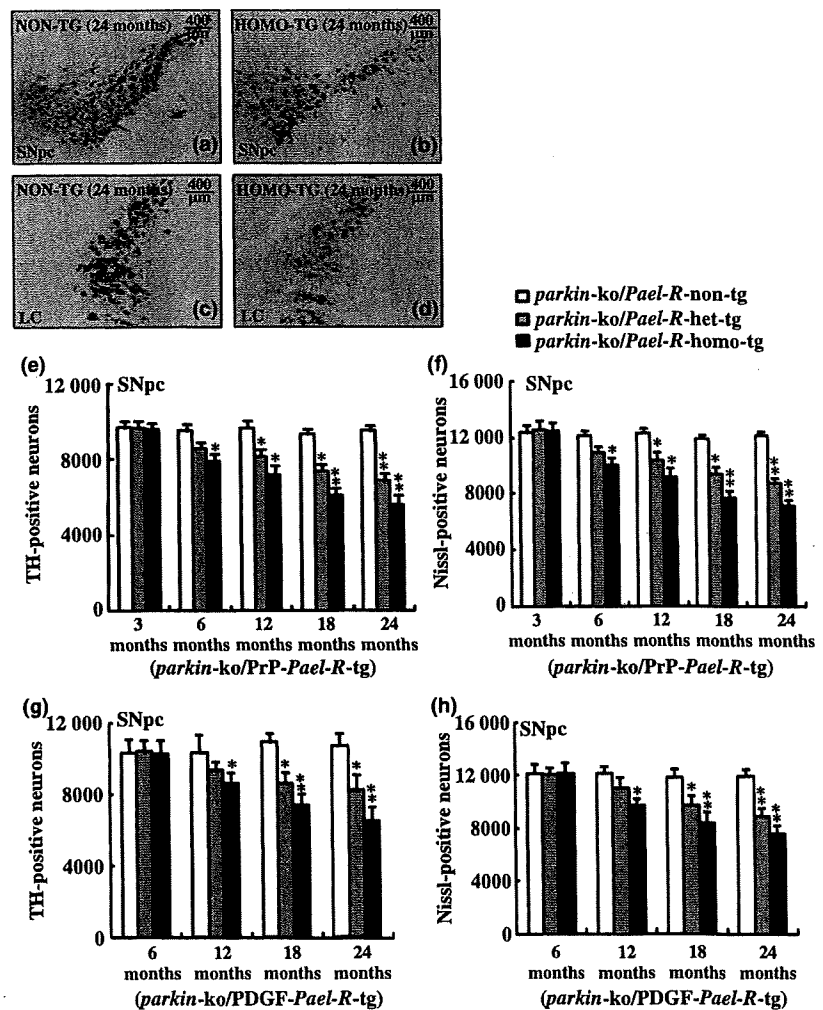 NON-TG (24 months) 400 μm
SNpc (a)
HOMO-TG (24 months) 400 μm
SNpc (b)
NON-TG (24 months) 400 μm
LC (c)
HOMO-TG (24 months) 400 μm
LC (d)
parkin-ko/Pael-R-non-tg
parkin-ko/Pael-R-het-tg
parkin-ko/Pael-R-homo-tg
(e)
SNpc
TH-positive neurons
12 000
8000
4000
0
* * * * ** ** **
3 months 6 months 12 months 18 months 24 months
(parkin-ko/PrP-Pael-R-tg)
(f)
SNpc
Nissl-positive neurons
16 000
12 000
8000
4000
0
* * * * ** ** **
3 months 6 months 12 months 18 months 24 months
(parkin-ko/PrP-Pael-R-tg)
(g)
SNpc
TH-positive neurons
12 000
8000
4000
0
* * ** * **
6 months 12 months 18 months 24 months
(parkin-ko/PDGF-Pael-R-tg)
(h)
SNpc
Nissl-positive neurons
16 000
12 000
8000
4000
0
* * ** ** **
6 months 12 months 18 months 24 months
(parkin-ko/PDGF-Pael-R-tg)